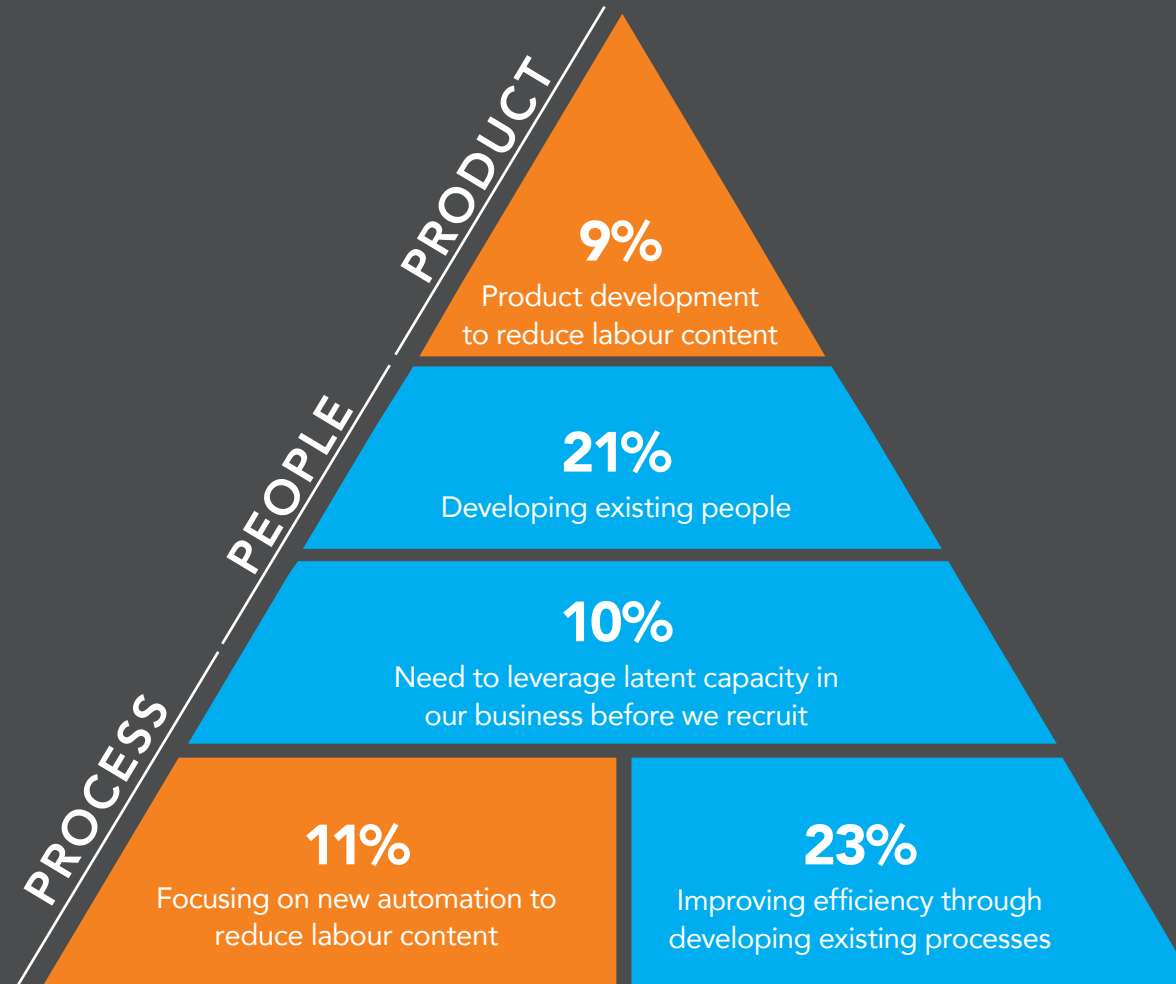 PRODUCT
9%
Product development
to reduce labour content
PEOPLE
21%
Developing existing people
10%
Need to leverage latent capacity in
our business before we recruit
PROCESS
11%
Focusing on new automation to
reduce labour content
23%
Improving efficiency through
developing existing processes